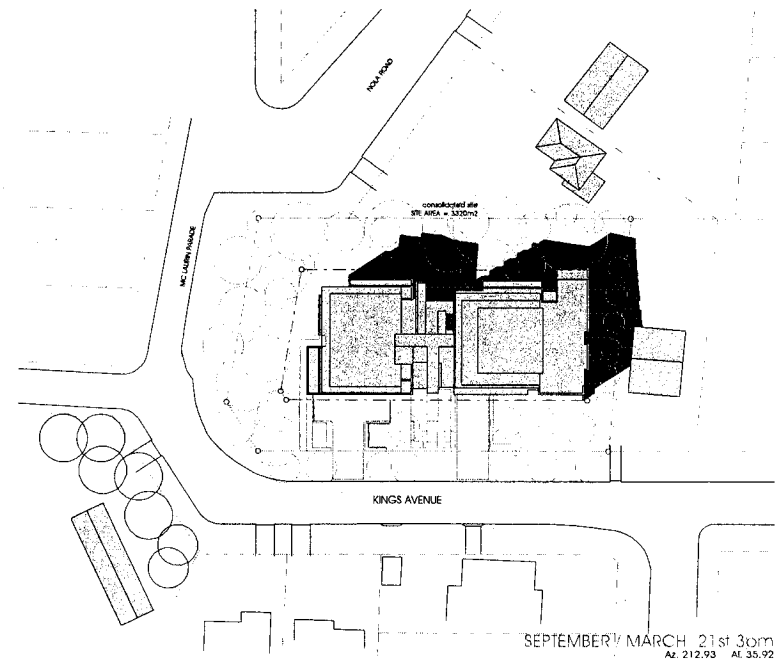 NOLA ROAD
consolidated site
SITE AREA = 3320m2
MC LAURIN PARADE
KINGS AVENUE
SEPTEMBER / MARCH 21st 3pm
Az. 212.93 Al. 35.92